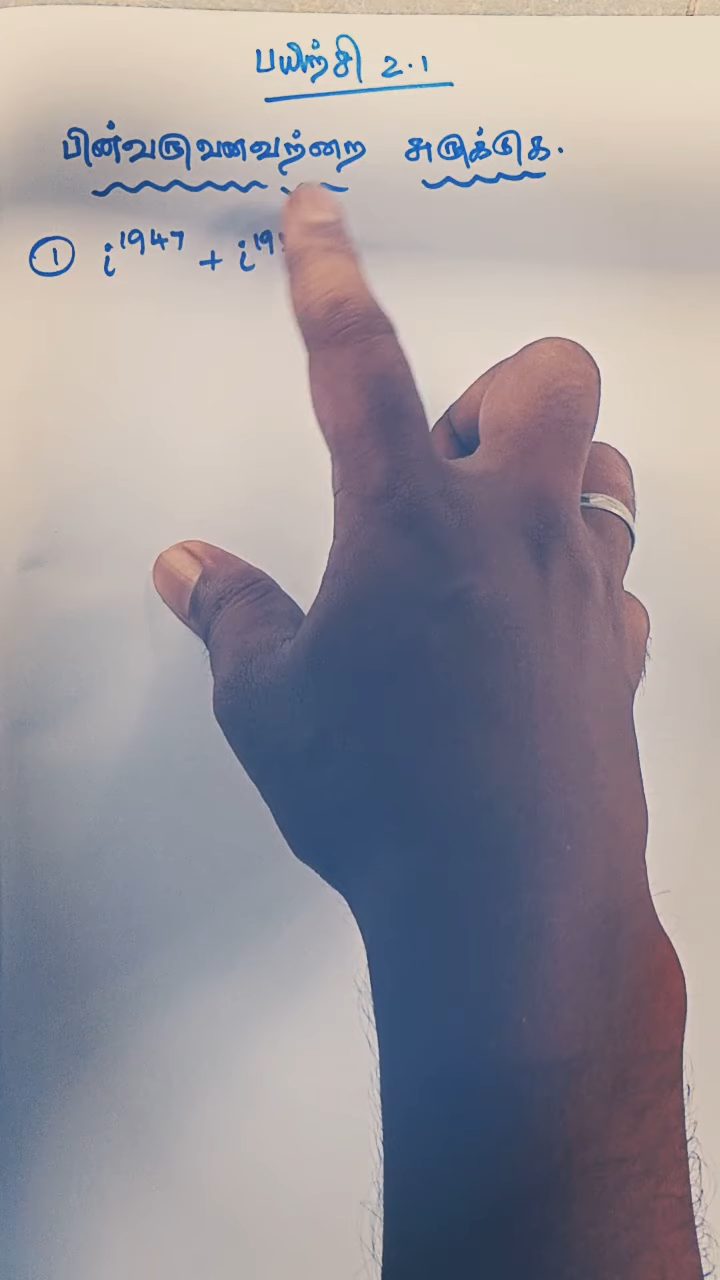 பயிற்சி 2.1
பின்வருவனவற்றை சுருக்குக.
① i¹⁹⁴⁷ + i